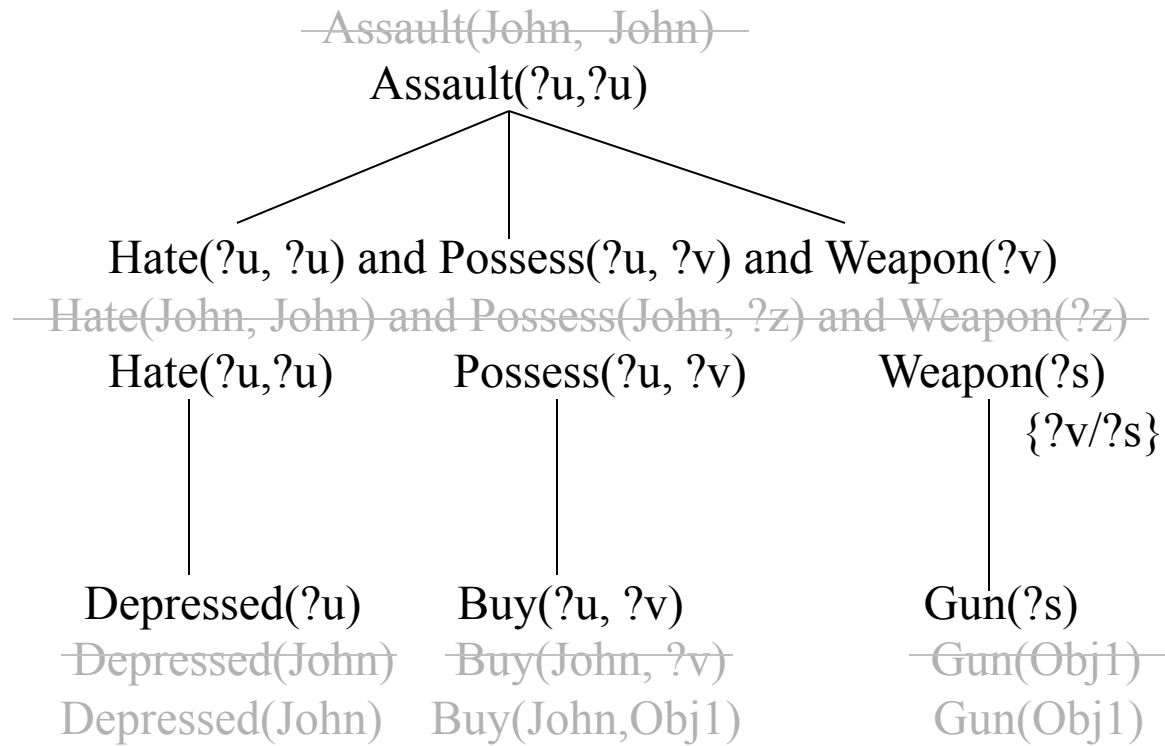 Assault(John, John)
Assault(?u,?u)
Hate(?u, ?u) and Possess(?u, ?v) and Weapon(?v)
Hate(John, John) and Possess(John, ?z) and Weapon(?z)
Hate(?u,?u) Possess(?u, ?v) Weapon(?s)
{?v/?s}
Depressed(?u) Buy(?u, ?v) Gun(?s)
Depressed(John) Buy(John, ?v) Gun(Obj1)
Depressed(John) Buy(John,Obj1) Gun(Obj1)